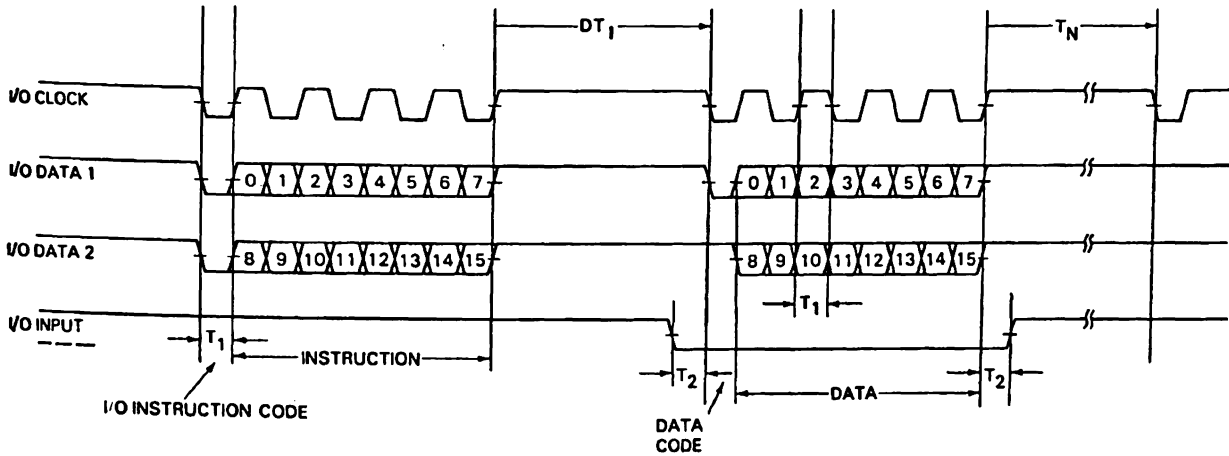 DT1
TN
I/O CLOCK
I/O DATA 1
0 1 2 3 4 5 6 7
0 1 2 3 4 5 6 7
I/O DATA 2
8 9 10 11 12 13 14 15
8 9 10 11 12 13 14 15
T1
I/O INPUT
T1
INSTRUCTION
T2
T2
DATA
I/O INSTRUCTION CODE
DATA
CODE